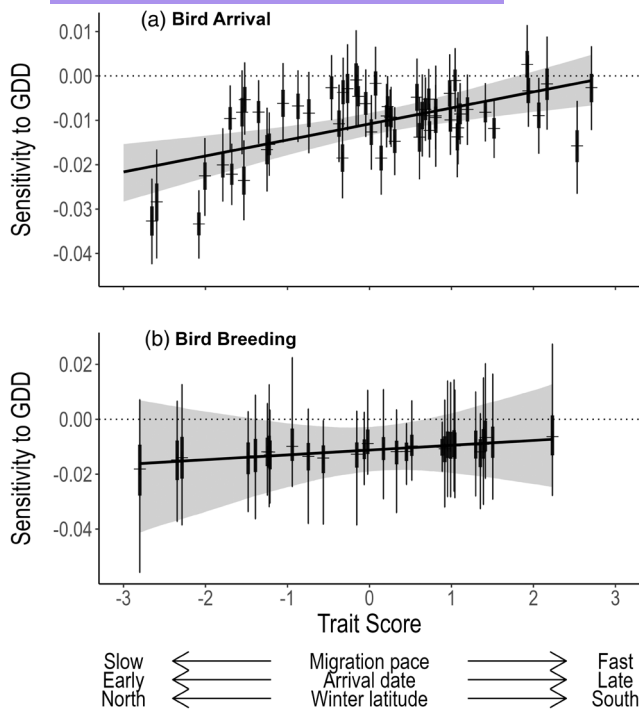 (a) Bird Arrival
Sensitivity to GDD
0.01
0.00
-0.01
-0.02
-0.03
-0.04
(b) Bird Breeding
Sensitivity to GDD
0.02
0.00
-0.02
-0.04
-3 -2 -1 0 1 2 3
Trait Score
Slow Migration pace Fast
Early Arrival date Late
North Winter latitude South